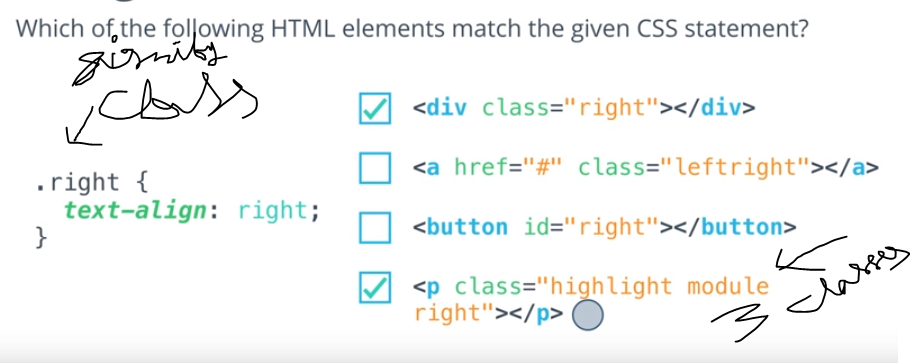 Which of the following HTML elements match the given CSS statement?
class
.right {
text-align: right;
}
<div class="right"></div>
<a href="#" class="leftright"></a>
<button id="right"></button>
<p class="highlight module
right"></p>
3 classes